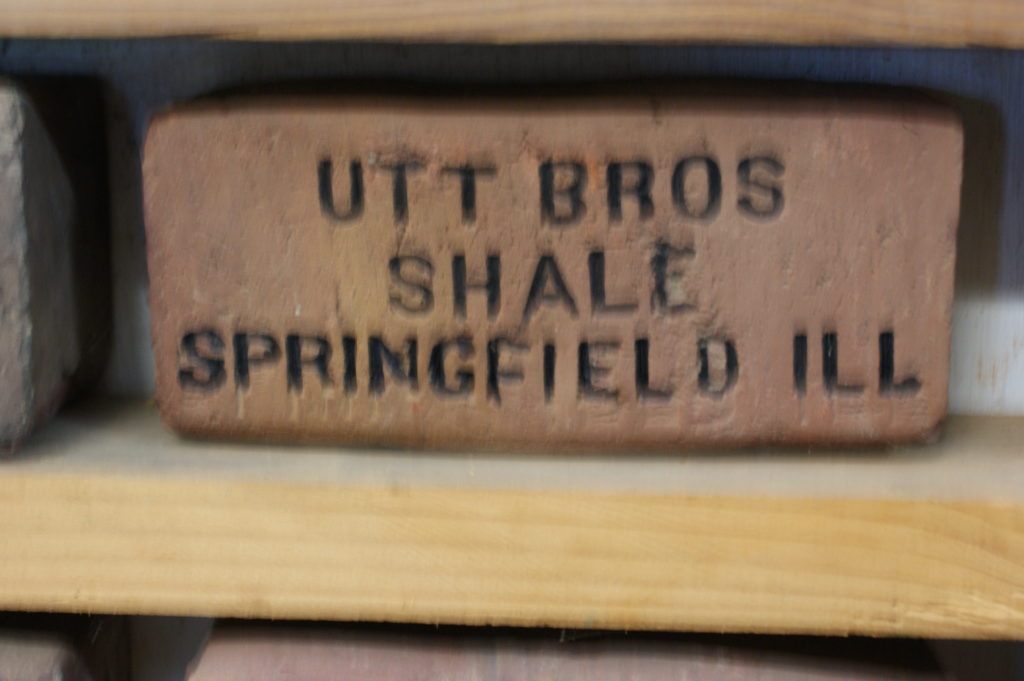 UTT BROS
SHALE
SPRINGFIELD ILL